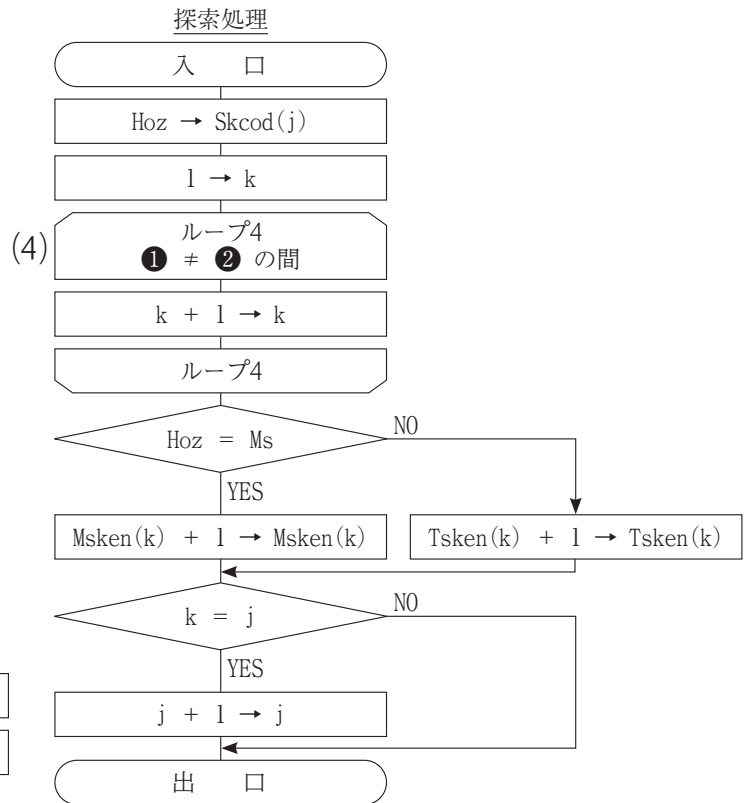 探索処理
入　口
Hoz → Skcod(j)
1 → k
(4)
ループ4
❶ ≠ ❷ の間
k + 1 → k
ループ4
Hoz = Ms
NO
YES
Msken(k) + 1 → Msken(k)
Tsken(k) + 1 → Tsken(k)
k = j
NO
YES
j + 1 → j
出　口